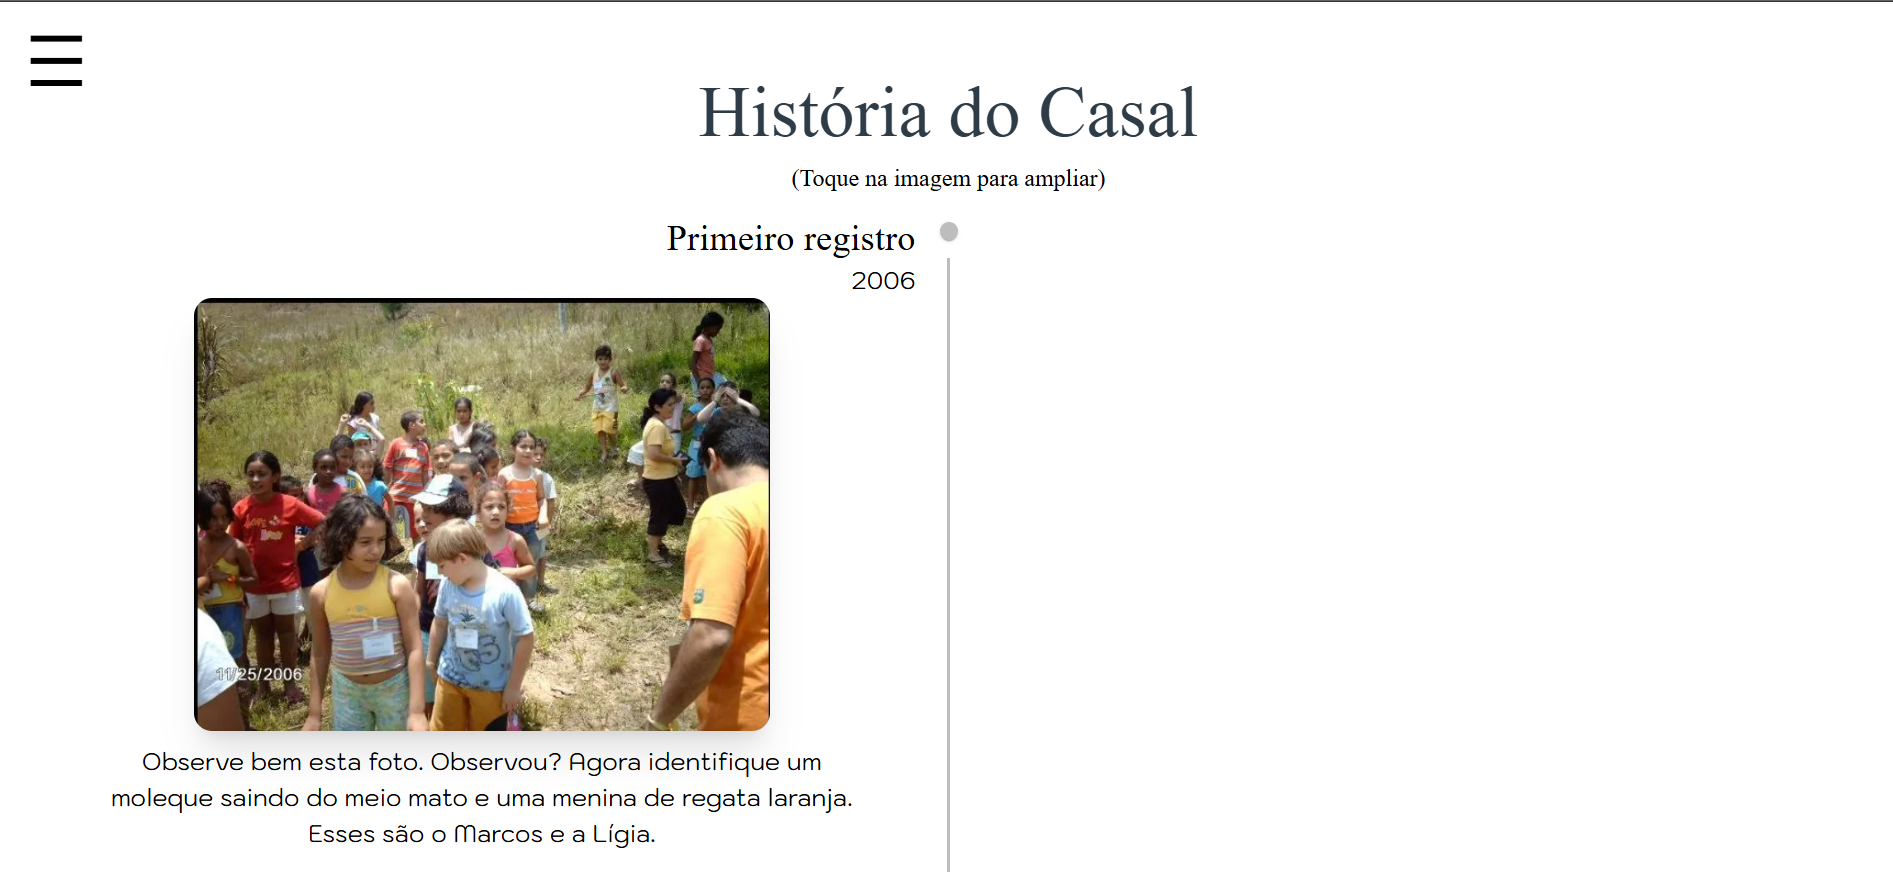 História do Casal
(Toque na imagem para ampliar)
Primeiro registro
2006
11/25/2006
Observe bem esta foto. Observou? Agora identifique um
moleque saindo do meio mato e uma menina de regata laranja.
Esses são o Marcos e a Lígia.